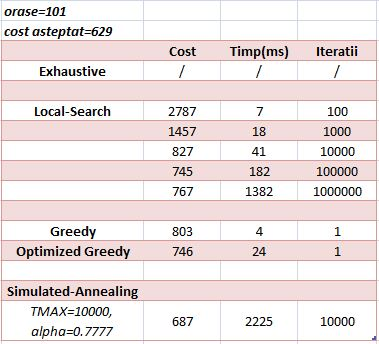 orase=101
cost asteptat=629
Cost Timp(ms) Iteratii
Exhaustive / / /
Local-Search 2787 7 100
1457 18 1000
827 41 10000
745 182 100000
767 1382 1000000
Greedy 803 4 1
Optimized Greedy 746 24 1
Simulated-Annealing
TMAX=10000,
alpha=0.7777 687 2225 10000